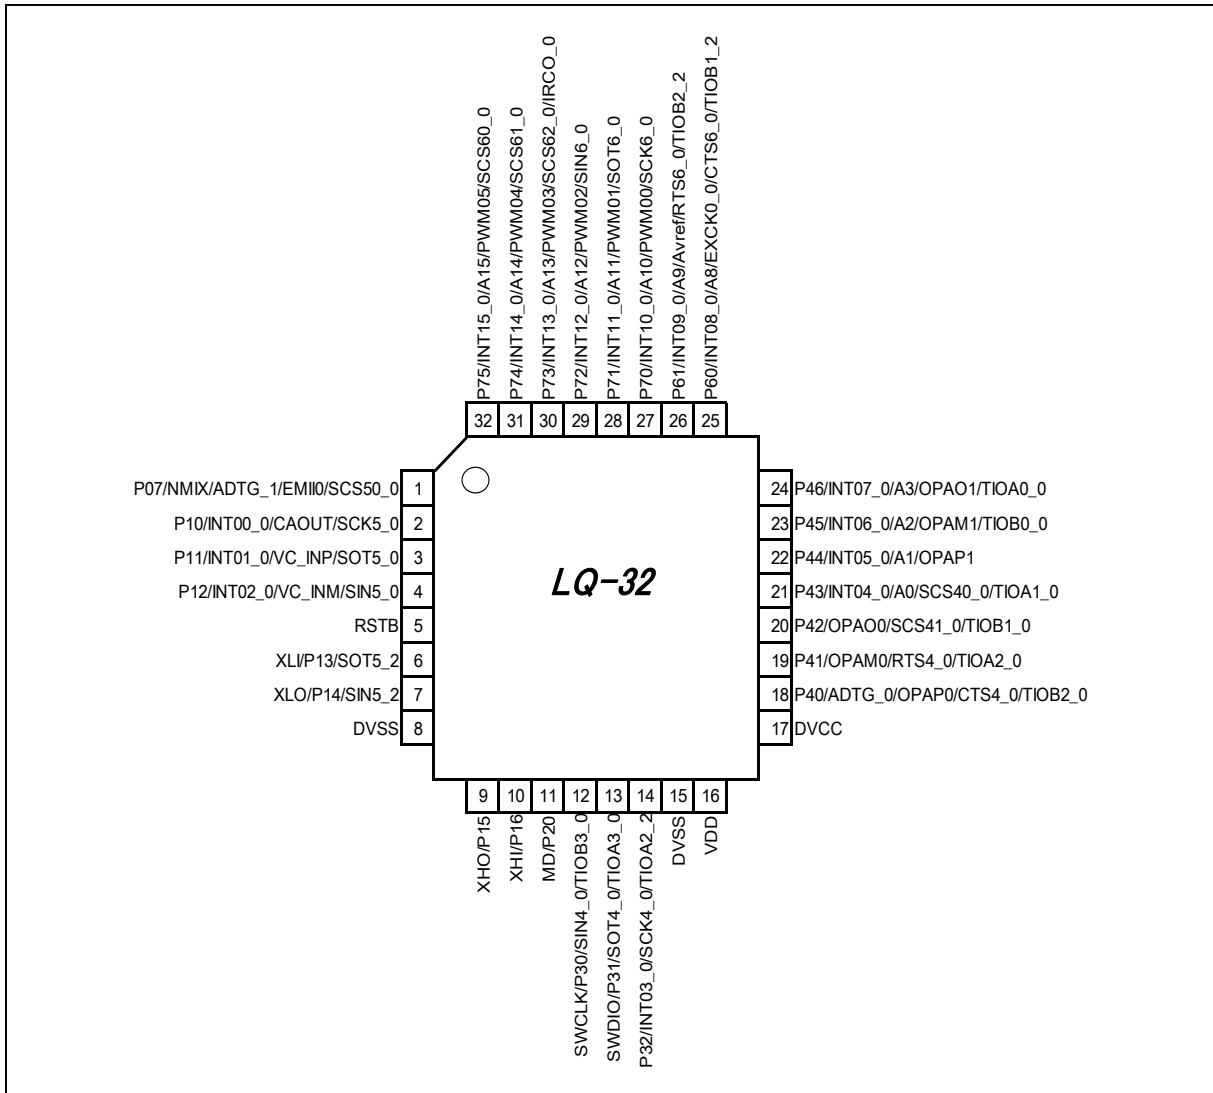 P75/INT15_0/A15/PWM05/SCS60_0
P74/INT14_0/A14/PWM04/SCS61_0
P73/INT13_0/A13/PWM03/SCS62_0/IRCO_0
P72/INT12_0/A12/PWM02/SIN6_0
P71/INT11_0/A11/PWM01/SOT6_0
P70/INT10_0/A10/PWM00/SCK6_0
P61/INT09_0/A9/Avref/RTS6_0/TIOB2_2
P60/INT08_0/A8/EXCK0_0/CTS6_0/TIOB1_2
32 31 30 29 28 27 26 25
P07/NMIX/ADTG_1/EMII0/SCS50_0 1
P10/INT00_0/CAOUT/SCK5_0 2
P11/INT01_0/VC_INP/SOT5_0 3
P12/INT02_0/VC_INM/SIN5_0 4
RSTB 5
XLI/P13/SOT5_2 6
XLO/P14/SIN5_2 7
DVSS 8
LQ-32
24 P46/INT07_0/A3/OPAO1/TIOA0_0
23 P45/INT06_0/A2/OPAM1/TIOB0_0
22 P44/INT05_0/A1/OPAP1
21 P43/INT04_0/A0/SCS40_0/TIOA1_0
20 P42/OPAO0/SCS41_0/TIOB1_0
19 P41/OPAM0/RTS4_0/TIOA2_0
18 P40/ADTG_0/OPAP0/CTS4_0/TIOB2_0
17 DVCC
9 10 11 12 13 14 15 16
XHO/P15
XHI/P16
MD/P20
SWCLK/P30/SIN4_0/TIOB3_0
SWDIO/P31/SOT4_0/TIOA3_0
P32/INT03_0/SCK4_0/TIOA2_2
DVSS
VDD